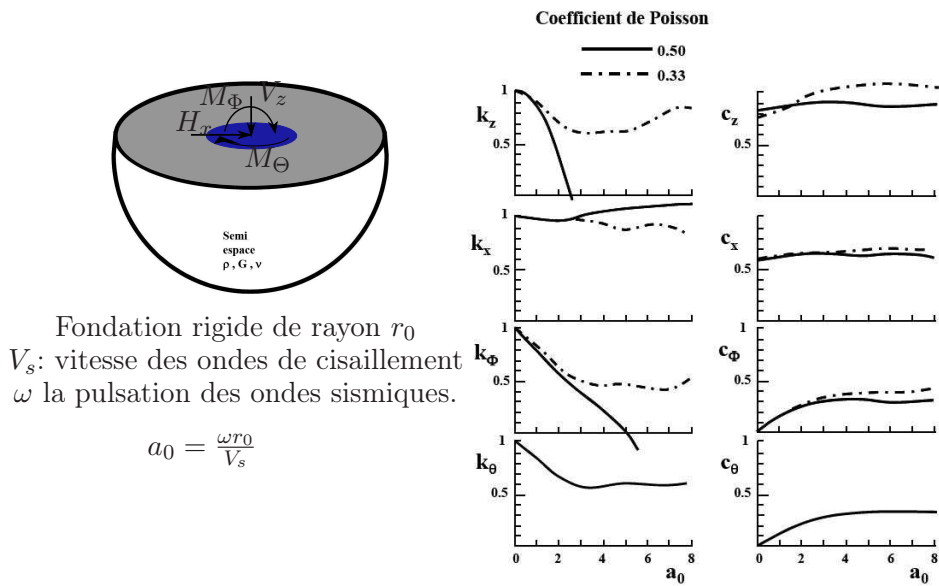 Coefficient de Poisson
0.50
0.33
M_Φ V_z
H_x
M_Θ
Semi
espace
ρ , G , ν
Fondation rigide de rayon r_0
V_s: vitesse des ondes de cisaillement
ω la pulsation des ondes sismiques.
a_0 = ωr_0/V_s
1
k_z
0.5
1
c_z
0.5
k_x
0.5
c_x
0.5
1
k_Φ
0.5
1
c_Φ
0.5
1
k_θ
0.5
0 2 4 6 8
a_0
1
c_θ
0.5
0 2 4 6 8
a_0